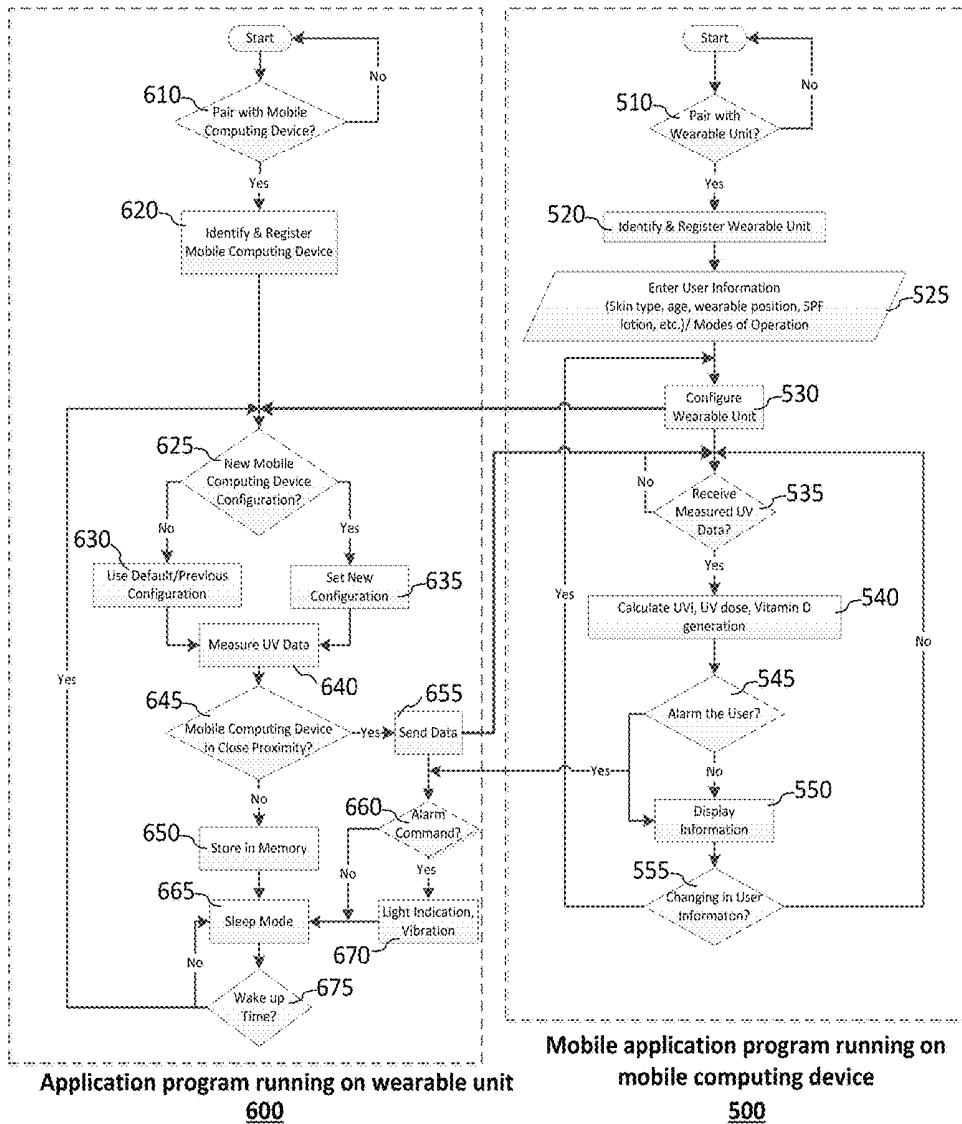 Start
No
610
Pair with Mobile
Computing Device?
Yes
620
Identify & Register
Mobile Computing Device
625
New Mobile
Computing Device
Configuration?
No
Yes
630
Use Default/Previous
Configuration
Set New
Configuration
635
Measure UV Data
640
Yes
645
Mobile Computing Device
in Close Proximity?
Yes
655
Send Data
No
660
Alarm
Command?
650
Store in Memory
No
Yes
665
Sleep Mode
Light Indication,
Vibration
670
No
Wake up
Time?
675
Application program running on wearable unit
600
Start
No
510
Pair with
Wearable Unit?
Yes
520
Identify & Register Wearable Unit
Enter User Information
(Skin type, age, wearable position, SPF
lotion, etc.)/ Modes of Operation
525
Configure
Wearable Unit
530
No
Receive
Measured UV
Data?
535
Yes
Yes
No
Calculate UVI, UV dose, Vitamin D
generation
540
545
Alarm the User?
Yes
No
550
Display
Information
555
Changing in User
Informaton?
Mobile application program running on
mobile computing device
500